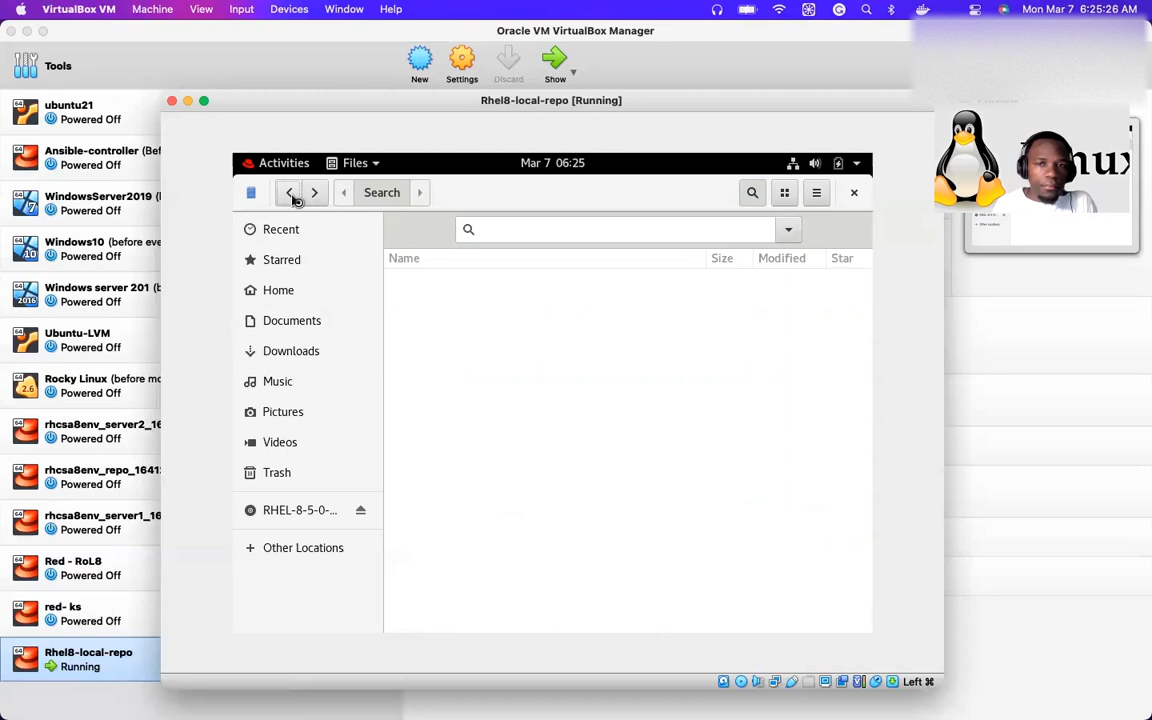 VirtualBox VM Machine View Input Devices Window Help Mon Mar 7 6:25:26 AM
Oracle VM VirtualBox Manager
Tools
New Settings Discard Show
ubuntu21
Powered Off
Ansible-controller (Bef
Powered Off
WindowsServer2019 (
Powered Off
Windows10 (before eve
Powered Off
Windows server 201 (b
Powered Off
Ubuntu-LVM
Powered Off
Rocky Linux (before mo
Powered Off
rhcsa8env_server2_16
Powered Off
rhcsa8env_repo_1641
Powered Off
rhcsa8env_server1_16
Powered Off
Red - RoL8
Powered Off
red- ks
Powered Off
Rhel8-local-repo
Running
Rhel8-local-repo [Running]
Activities Files Mar 7 06:25
Search
Name Size Modified Star
Recent
Starred
Home
Documents
Downloads
Music
Pictures
Videos
Trash
RHEL-8-5-0-...
Other Locations
Left ⌘